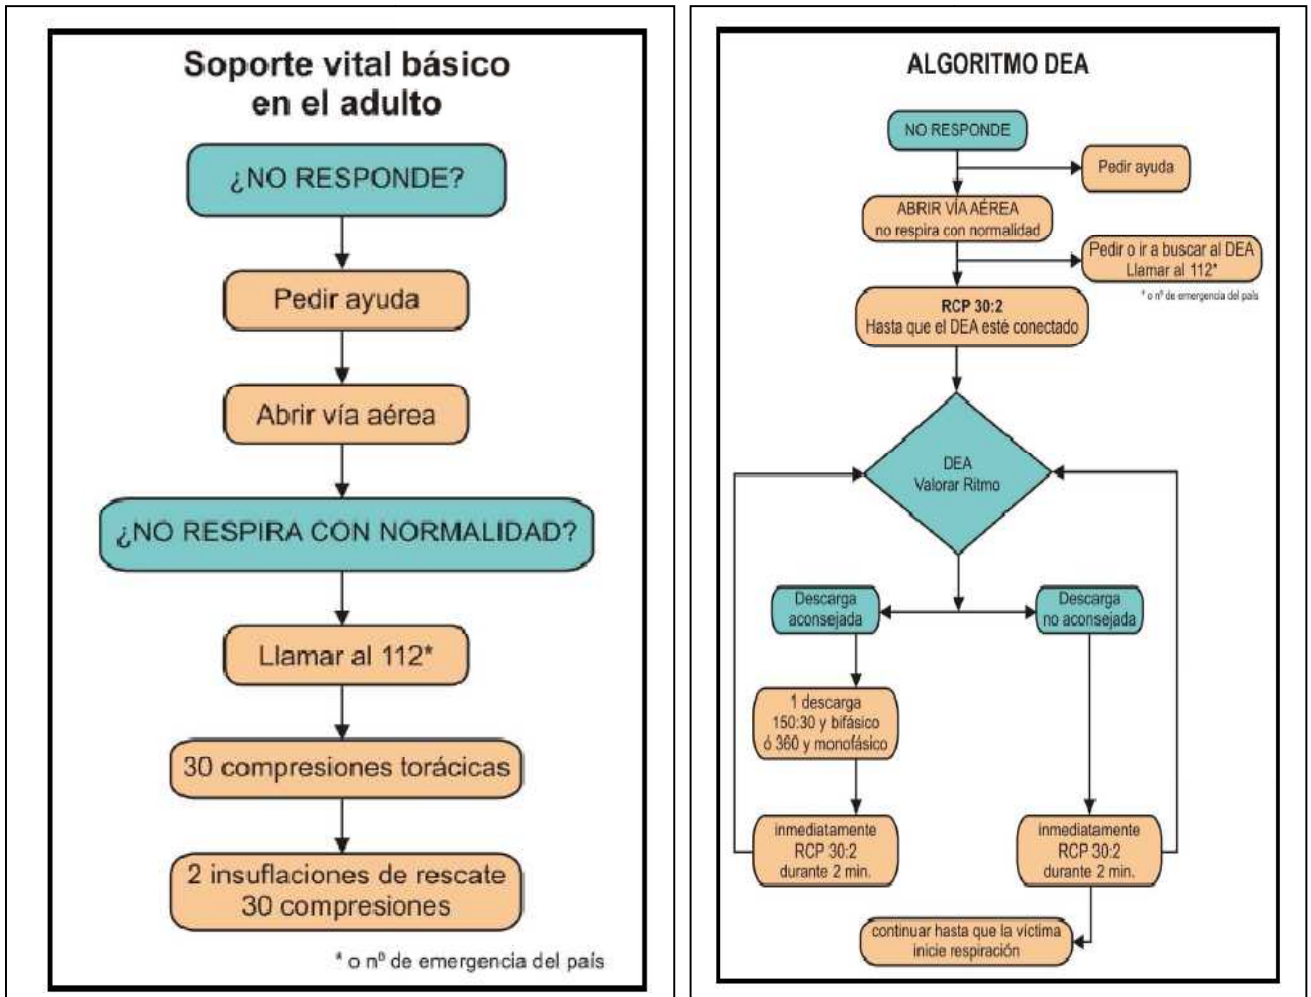 Soporte vital básico
en el adulto
¿NO RESPONDE?
Pedir ayuda
Abrir vía aérea
¿NO RESPIRA CON NORMALIDAD?
Llamar al 112*
30 compresiones torácicas
2 insuflaciones de rescate
30 compresiones
* o nº de emergencia del país
ALGORITMO DEA
NO RESPONDE
Pedir ayuda
ABRIR VÍA AÉREA
no respira con normalidad
Pedir o ir a buscar al DEA
Llamar al 112*
* o nº de emergencia del país
RCP 30:2
Hasta que el DEA esté conectado
DEA
Valorar Ritmo
Descarga
aconsejada
Descarga
no aconsejada
1 descarga
150:30 y bifásico
ó 360 y monofásico
inmediatamente
RCP 30:2
durante 2 min.
inmediatamente
RCP 30:2
durante 2 min.
continuar hasta que la víctima
inicie respiración